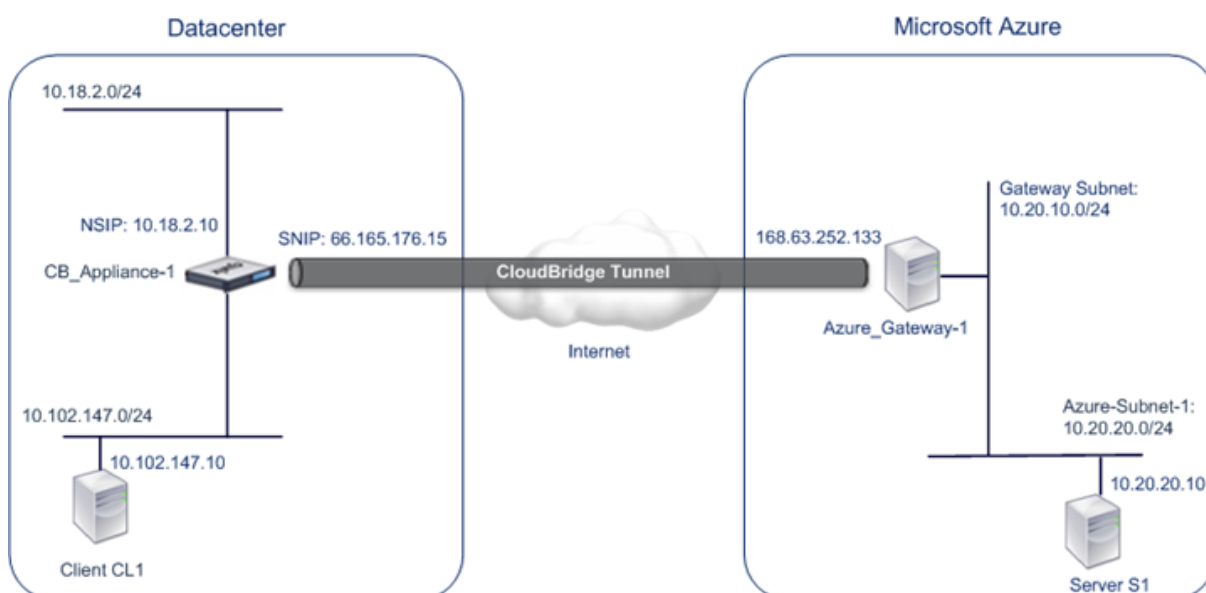 Datacenter
Microsoft Azure
10.18.2.0/24
NSIP: 10.18.2.10
CB_Appliance-1
SNIP: 66.165.176.15
CloudBridge Tunnel
Internet
168.63.252.133
Azure_Gateway-1
Gateway Subnet:
10.20.10.0/24
10.102.147.0/24
10.102.147.10
Client CL1
Azure-Subnet-1:
10.20.20.0/24
10.20.20.10
Server S1